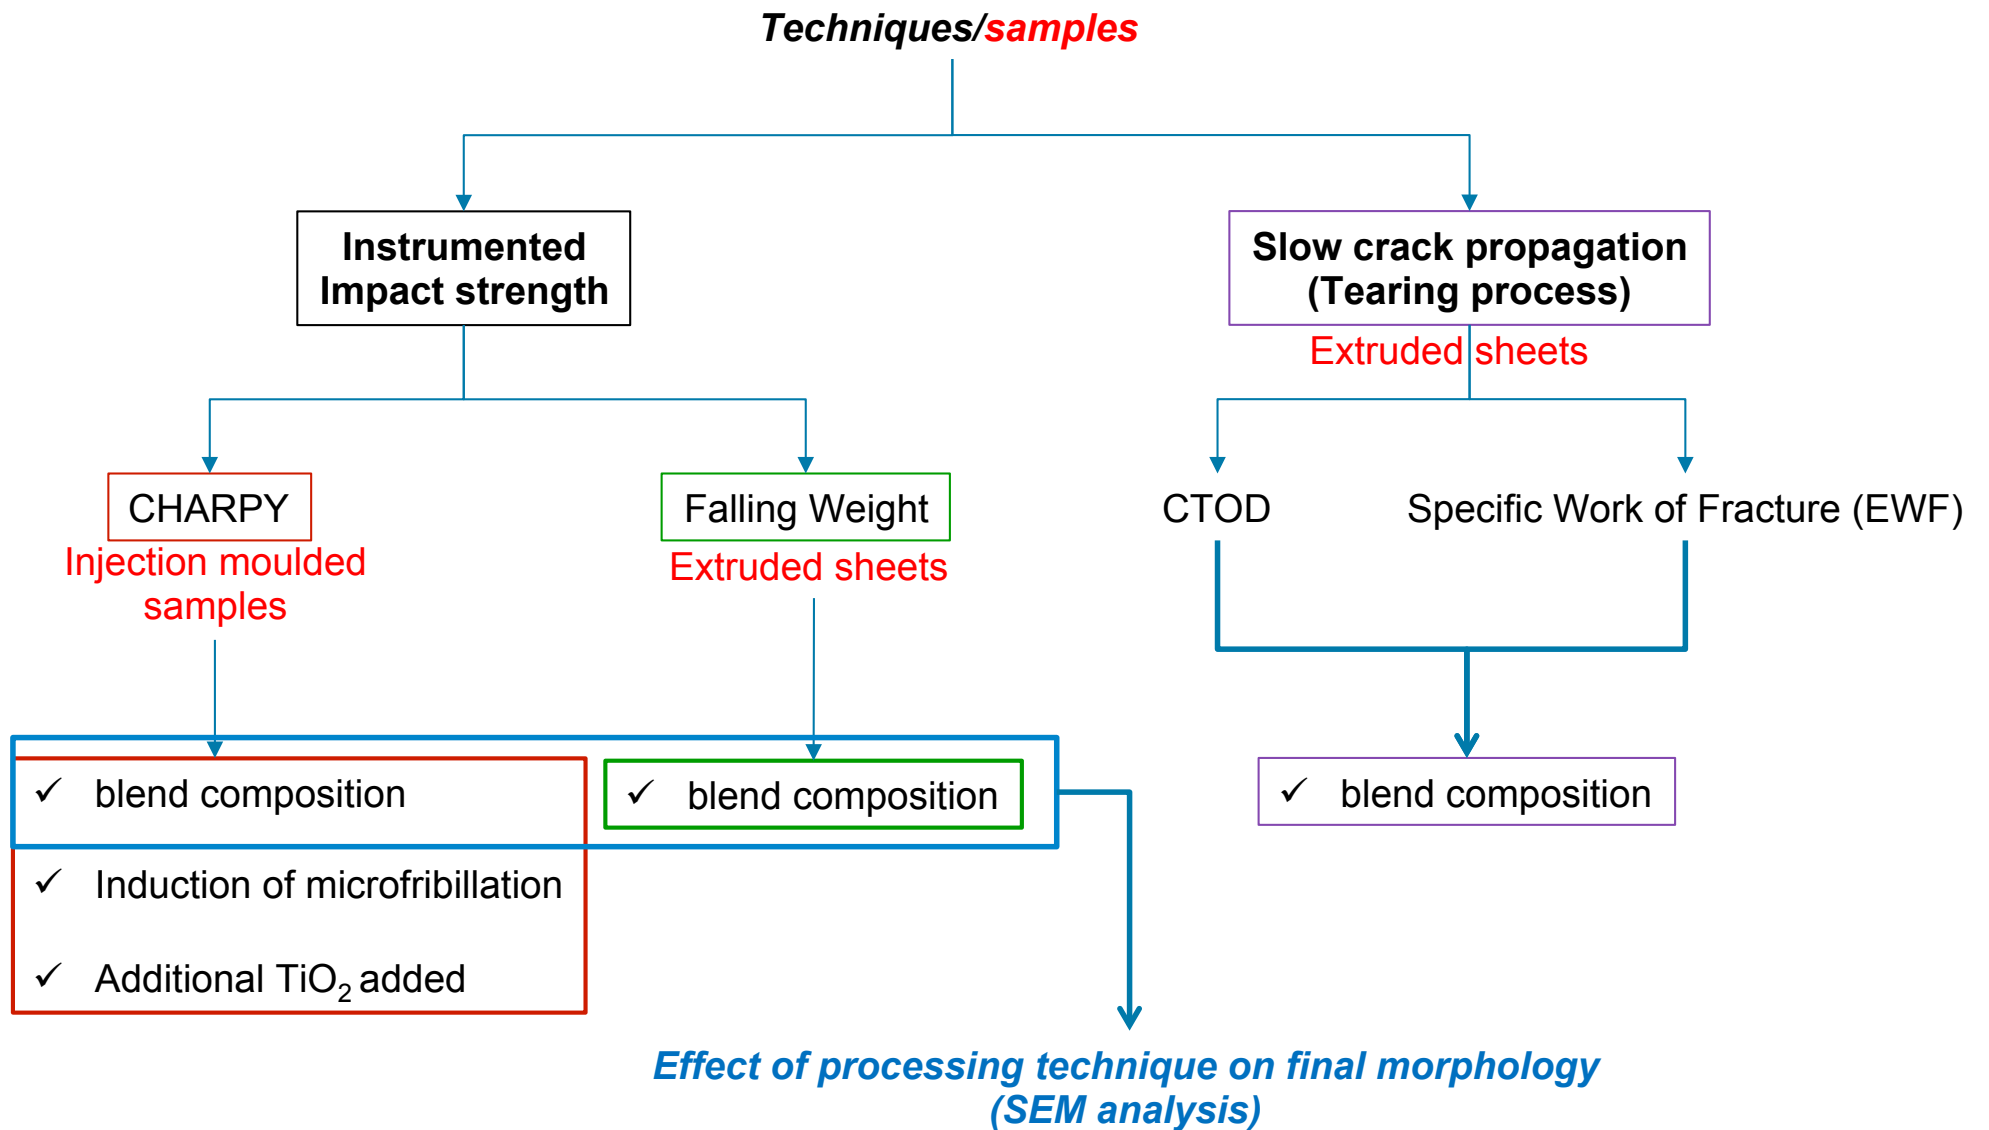 Techniques/samples
Instrumented
Impact strength
Slow crack propagation
(Tearing process)
Extruded sheets
CHARPY
Injection moulded
samples
Falling Weight
Extruded sheets
CTOD
Specific Work of Fracture (EWF)
✓ blend composition
✓ blend composition
✓ blend composition
✓ Induction of microfribillation
✓ Additional TiO₂ added
Effect of processing technique on final morphology
(SEM analysis)